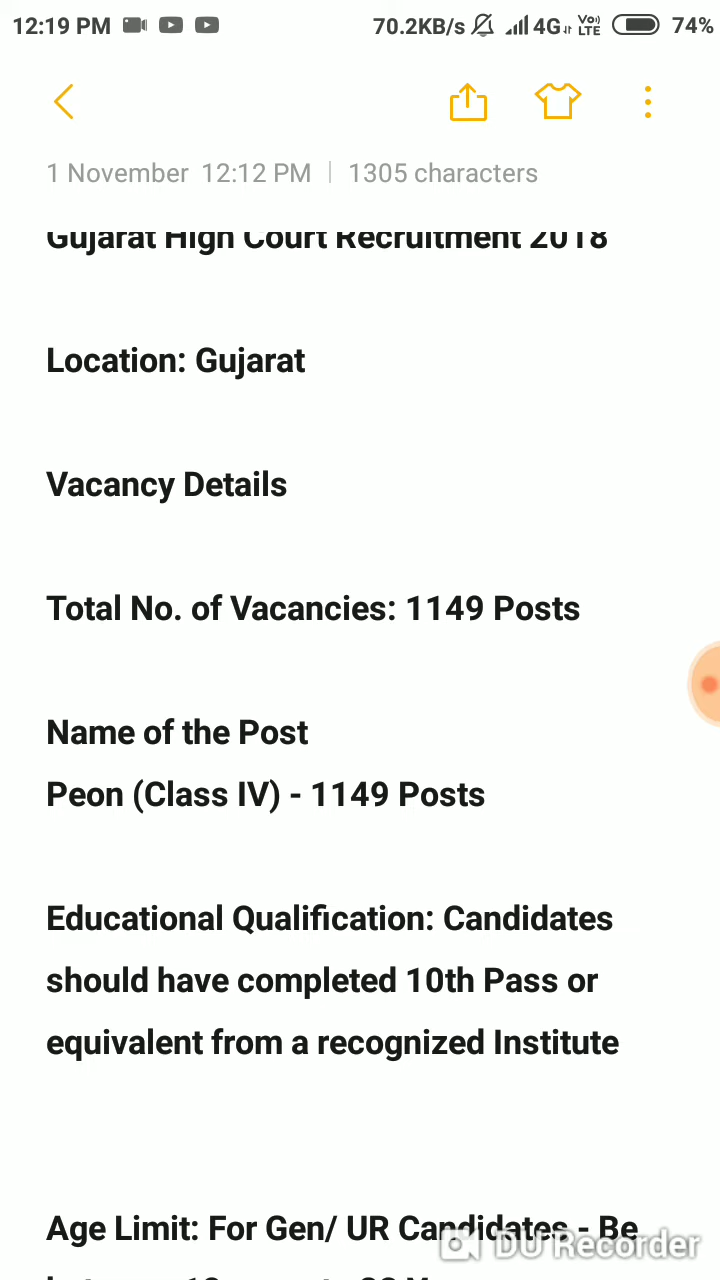 12:19 PM 70.2KB/s 4G VoLTE 74%
1 November 12:12 PM | 1305 characters
Gujarat High Court Recruitment 2018
Location: Gujarat
Vacancy Details
Total No. of Vacancies: 1149 Posts
Name of the Post
Peon (Class IV) - 1149 Posts
Educational Qualification: Candidates
should have completed 10th Pass or
equivalent from a recognized Institute
Age Limit: For Gen/ UR Candidates - Be
DU Recorder